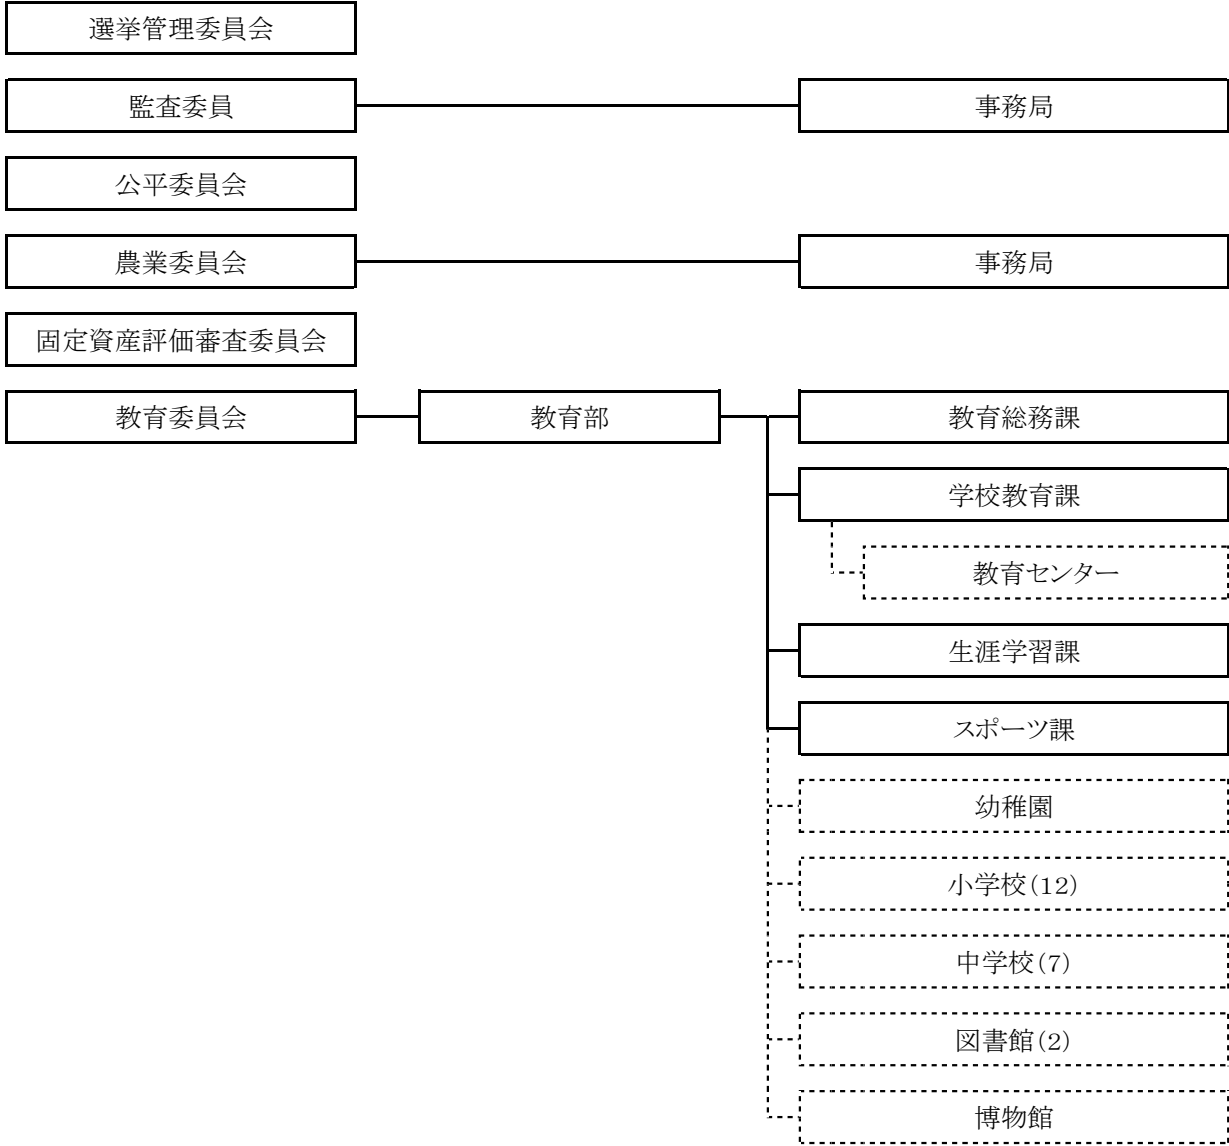 選挙管理委員会
監査委員 事務局
公平委員会
農業委員会 事務局
固定資産評価審査委員会
教育委員会 教育部 教育総務課
学校教育課
教育センター
生涯学習課
スポーツ課
幼稚園
小学校(12)
中学校(7)
図書館(2)
博物館